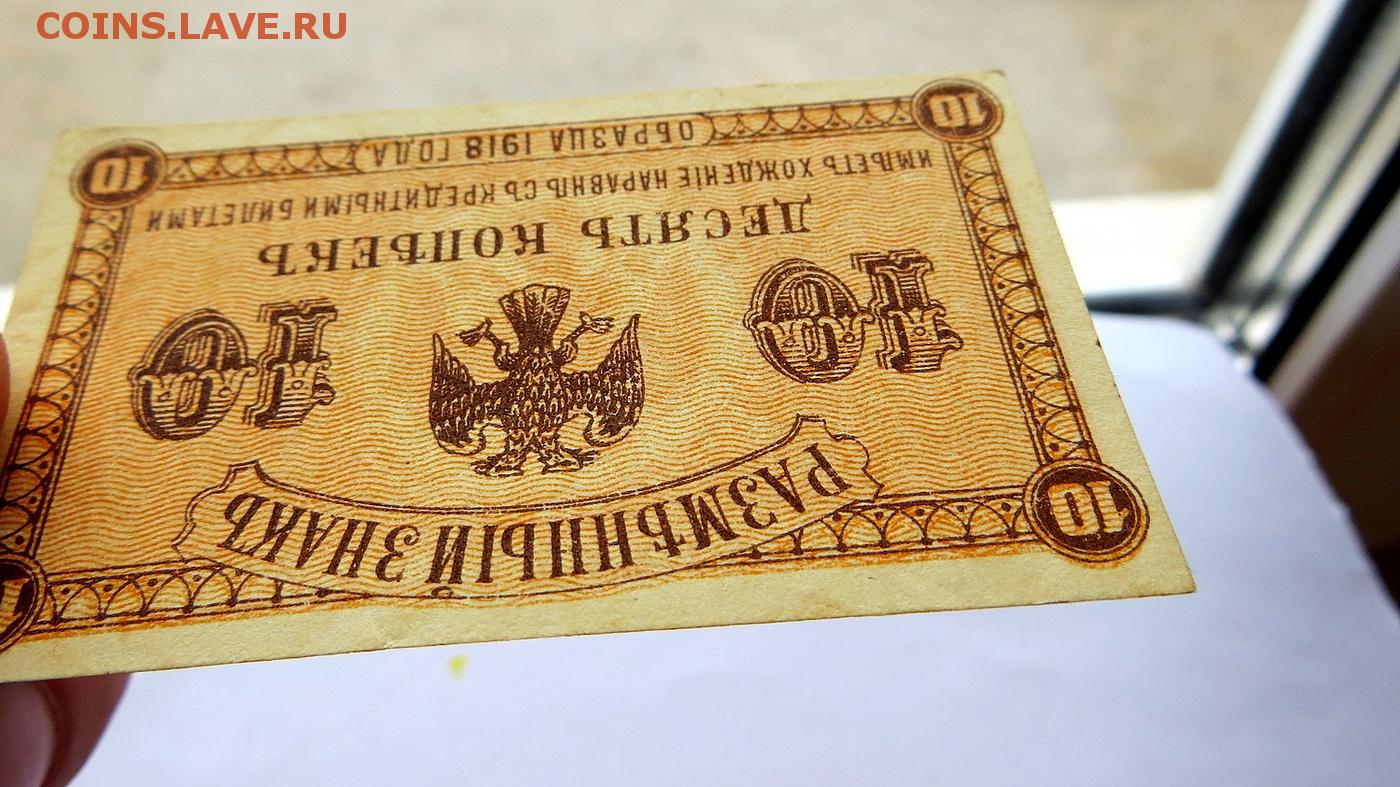 COINS.LAVE.RU
10
РАЗМѢННЫЙ ЗНАКЪ
10 10
ДЕСЯТЬ КОПѢЕКЪ
ИМѢЕТЪ ХОЖДЕНІЕ НАРАВНѢ СЪ КРЕДИТНЫМИ БИЛЕТАМИ
10 ОБРАЗЦА 1918 ГОДА. 10